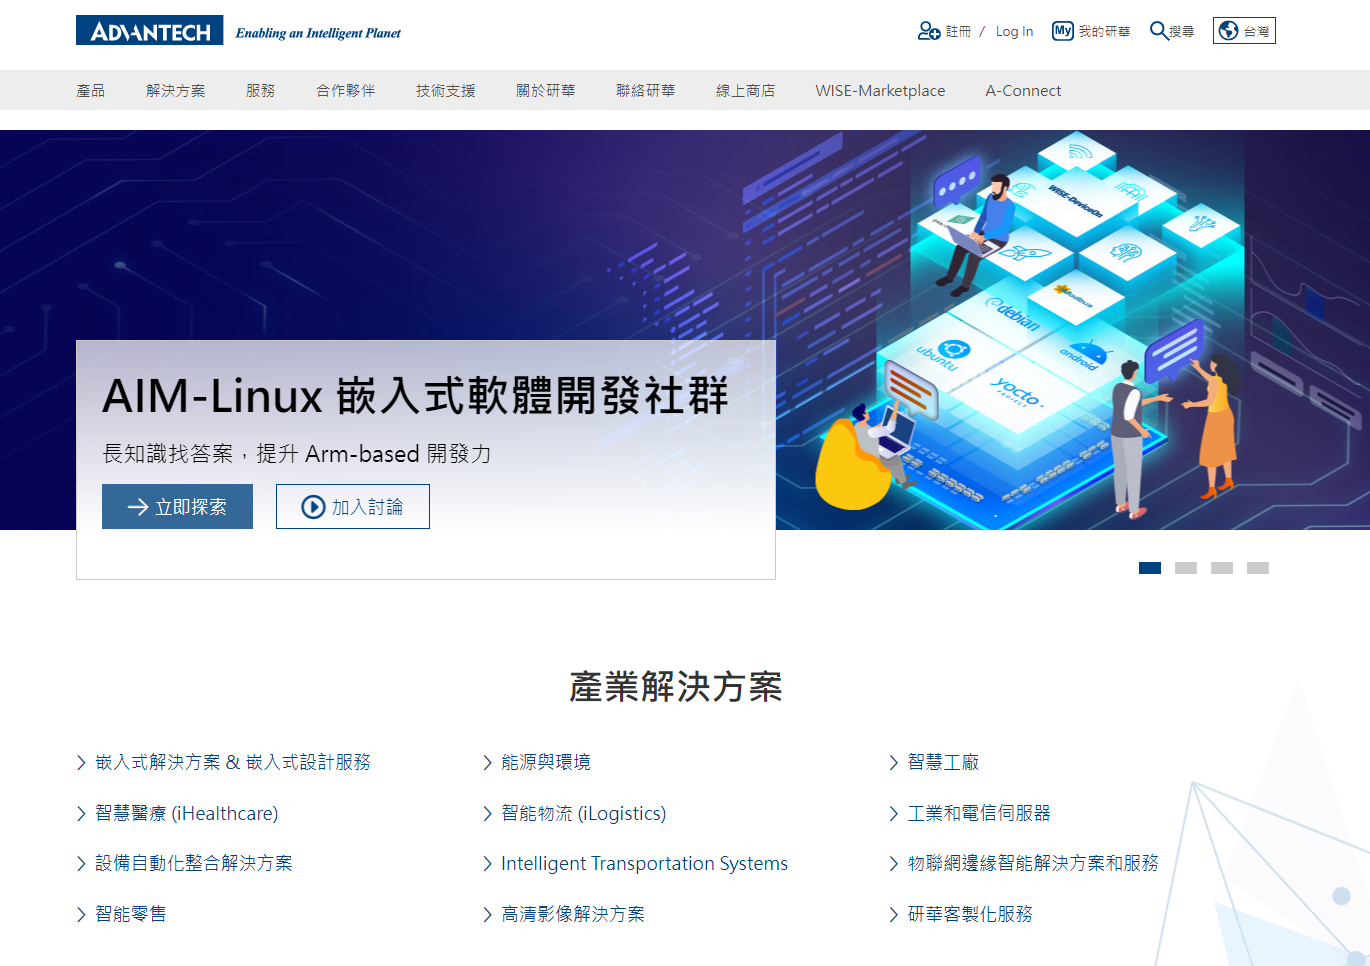 ADVANTECH Enabling an Intelligent Planet
註冊 / Log In My 我的研華 搜尋 台灣
產品 解決方案 服務 合作夥伴 技術支援 關於研華 聯絡研華 線上商店 WISE-Marketplace A-Connect
WISE-DeviceOn
Modbus
debian
ubuntu
android
yocto
PROJECT
AIM-Linux 嵌入式軟體開發社群
長知識找答案，提升 Arm-based 開發力
立即探索 加入討論
產業解決方案
嵌入式解決方案 & 嵌入式設計服務 能源與環境 智慧工廠
智慧醫療 (iHealthcare) 智能物流 (iLogistics) 工業和電信伺服器
設備自動化整合解決方案 Intelligent Transportation Systems 物聯網邊緣智能解決方案和服務
智能零售 高清影像解決方案 研華客製化服務